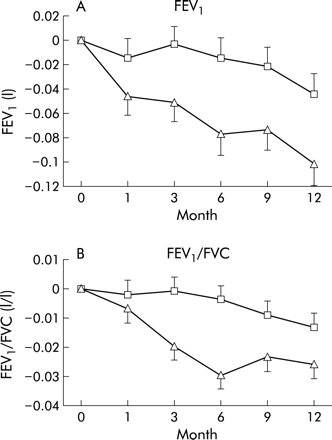 A
FEV₁
0.02
0
–0.02
–0.04
–0.06
–0.08
–0.1
–0.12
FEV₁ (l)
0 1 3 6 9 12
Month
B
FEV₁/FVC
0.01
0.00
–0.01
–0.02
–0.03
–0.04
FEV₁/FVC (l/l)
0 1 3 6 9 12
Month